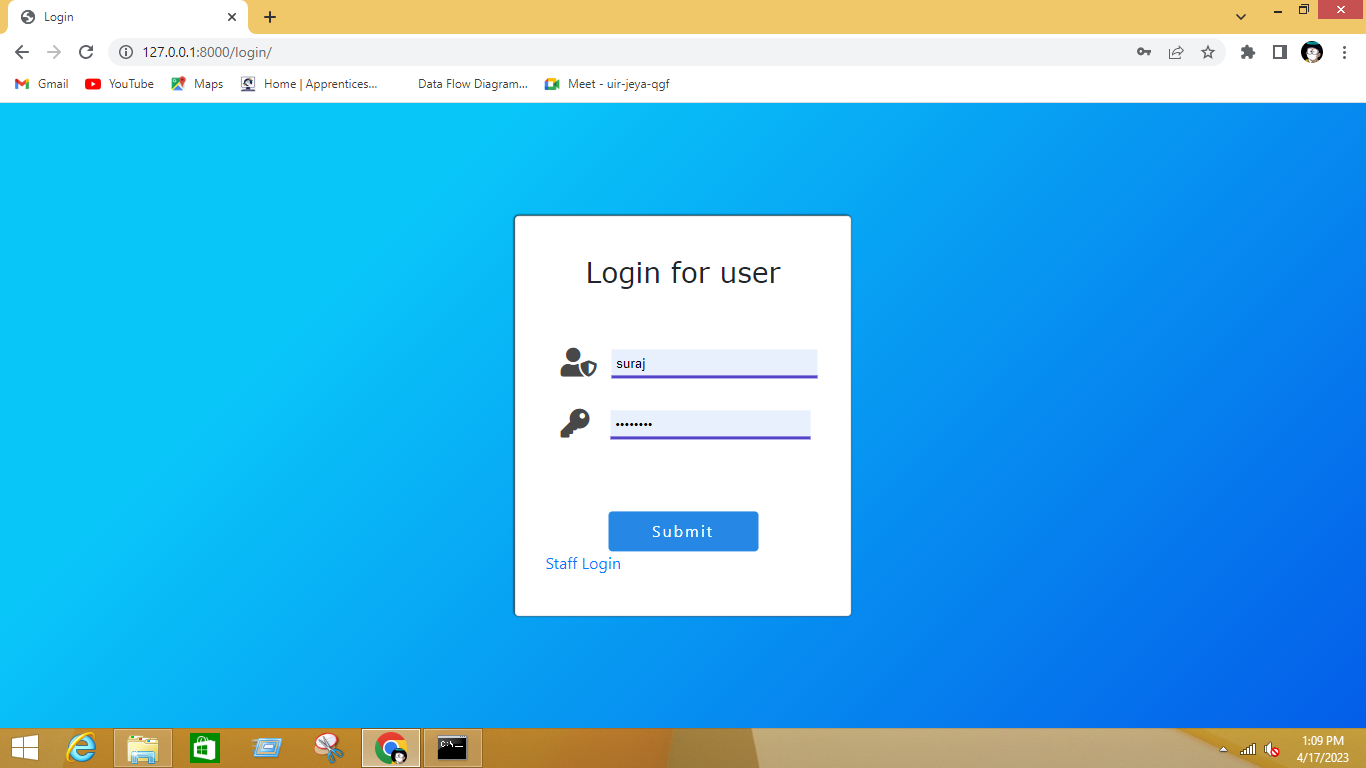 Login
127.0.0.1:8000/login/
Gmail YouTube Maps Home | Apprentices... Data Flow Diagram... Meet - uir-jeya-qgf
Login for user
suraj
••••••••
Submit
Staff Login
C:\
1:09 PM
4/17/2023